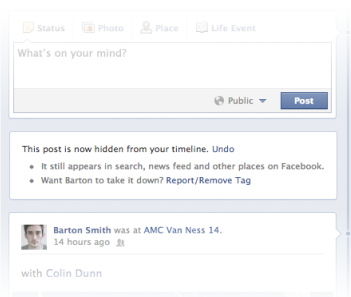 Status Photo Place Life Event
What's on your mind?
Public Post
This post is now hidden from your timeline. Undo
It still appears in search, news feed and other places on Facebook.
Want Barton to take it down? Report/Remove Tag
Barton Smith was at AMC Van Ness 14.
14 hours ago
with Colin Dunn